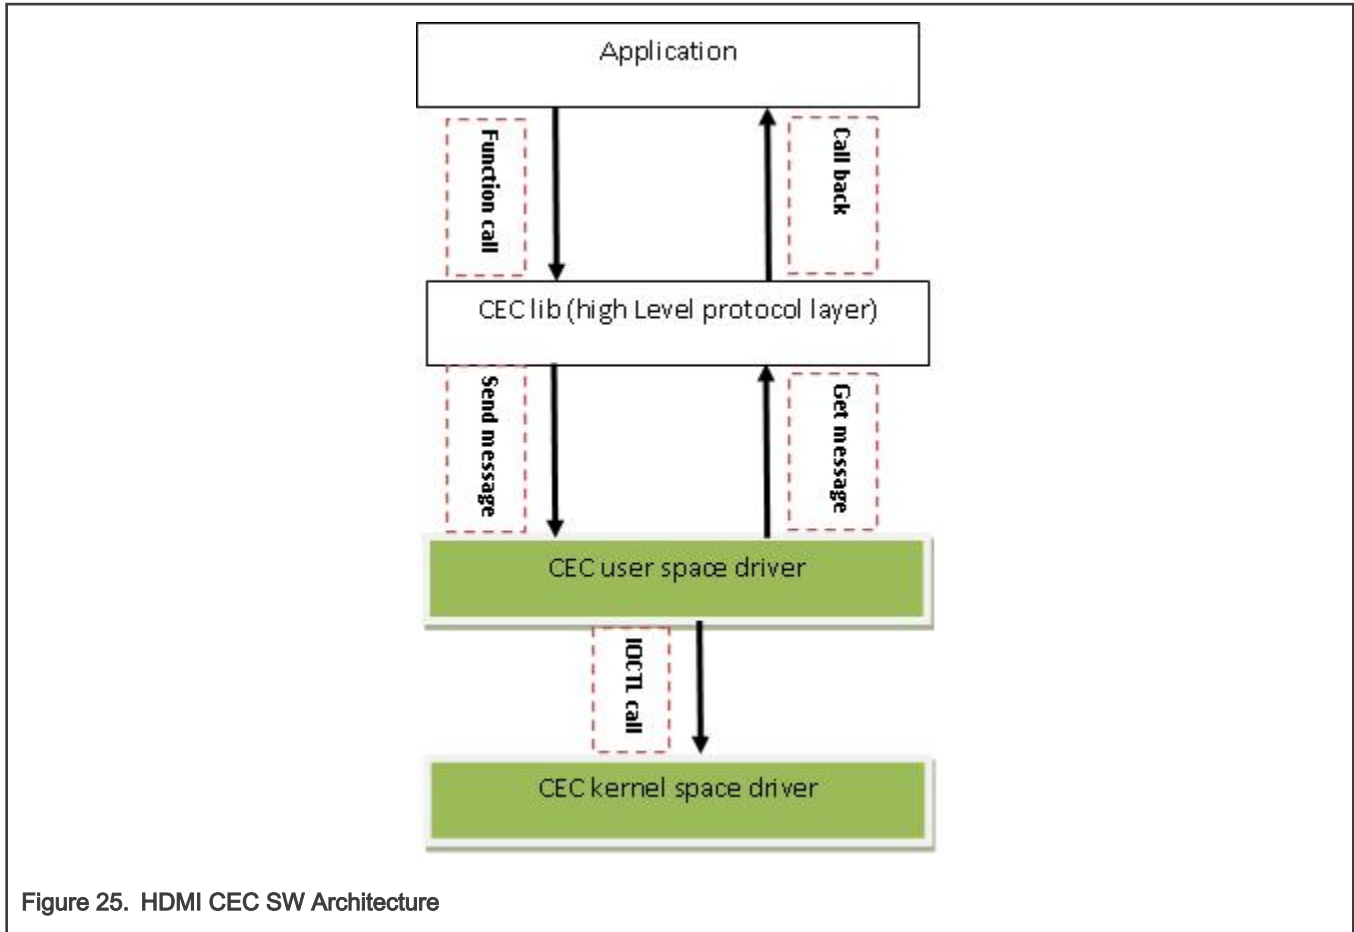 Application
Function call
Call back
CEC lib (high Level protocol layer)
Send message
Get message
CEC user space driver
IOCTL call
CEC kernel space driver
Figure 25. HDMI CEC SW Architecture